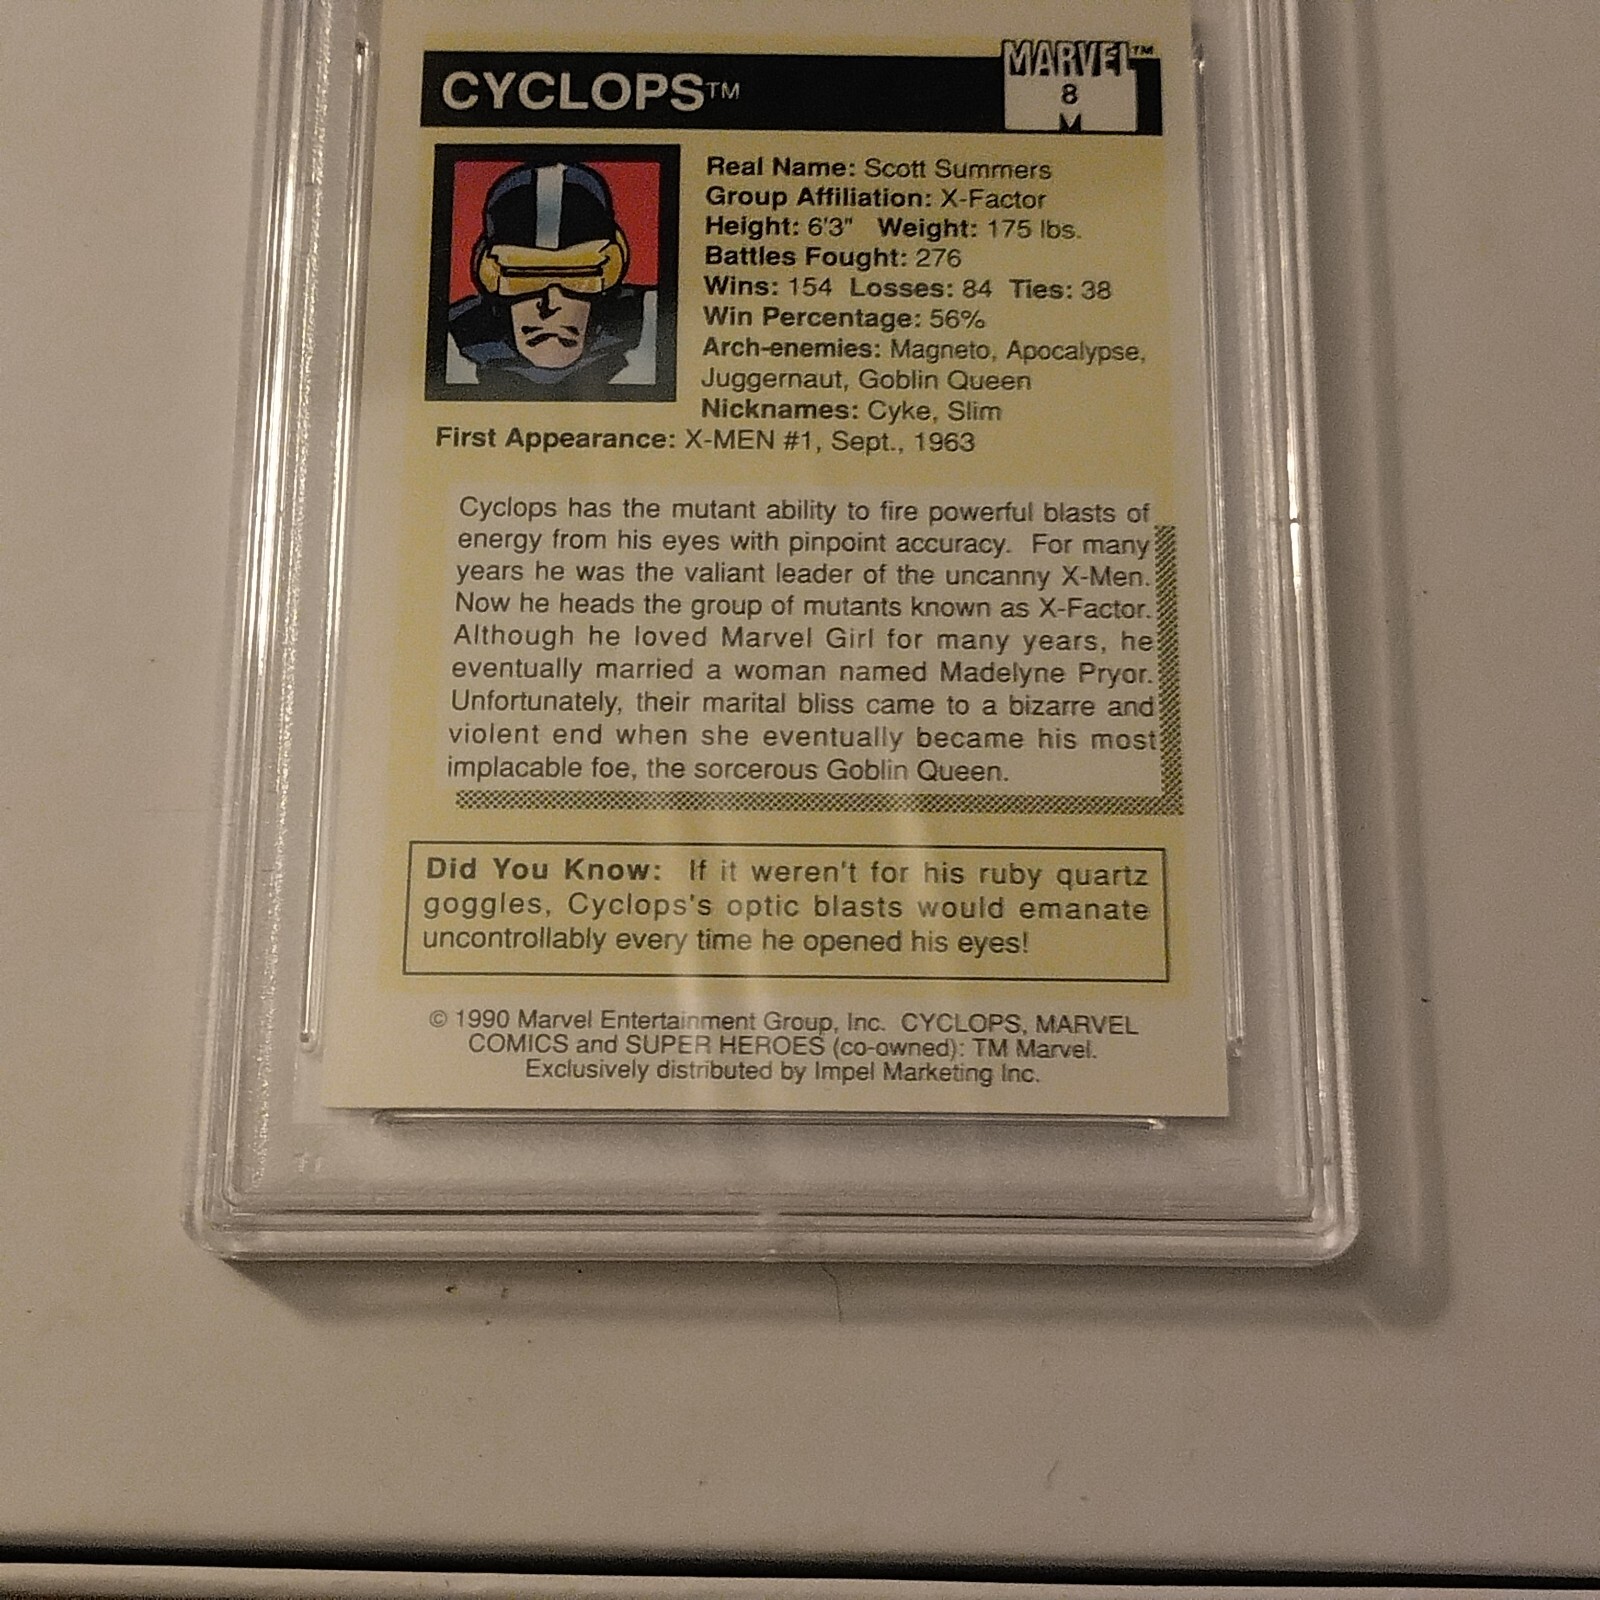 CYCLOPS™
MARVEL™
8
M
Real Name: Scott Summers
Group Affiliation: X-Factor
Height: 6'3" Weight: 175 lbs.
Battles Fought: 276
Wins: 154 Losses: 84 Ties: 38
Win Percentage: 56%
Arch-enemies: Magneto, Apocalypse,
Juggernaut, Goblin Queen
Nicknames: Cyke, Slim
First Appearance: X-MEN #1, Sept., 1963
Cyclops has the mutant ability to fire powerful blasts of
energy from his eyes with pinpoint accuracy. For many
years he was the valiant leader of the uncanny X-Men.
Now he heads the group of mutants known as X-Factor.
Although he loved Marvel Girl for many years, he
eventually married a woman named Madelyne Pryor.
Unfortunately, their marital bliss came to a bizarre and
violent end when she eventually became his most
implacable foe, the sorcerous Goblin Queen.
Did You Know: If it weren't for his ruby quartz
goggles, Cyclops's optic blasts would emanate
uncontrollably every time he opened his eyes!
© 1990 Marvel Entertainment Group, Inc. CYCLOPS, MARVEL
COMICS and SUPER HEROES (co-owned): TM Marvel.
Exclusively distributed by Impel Marketing Inc.